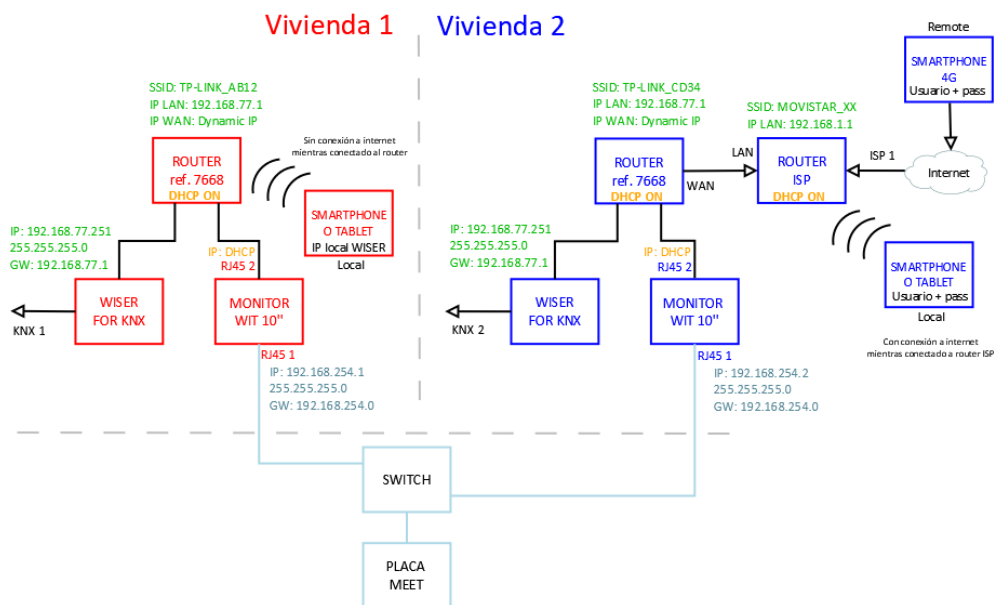 Vivienda 1
Vivienda 2
Remote
SMARTPHONE
4G
Usuario + pass
SSID: TP-LINK_AB12
IP LAN: 192.168.77.1
IP WAN: Dynamic IP
Sin conexión a internet
mientras conectado al router
ROUTER
ref. 7668
DHCP ON
SMARTPHONE
O TABLET
IP local WISER
Local
IP: 192.168.77.251
255.255.255.0
GW: 192.168.77.1
IP: DHCP
RJ45 2
WISER
FOR KNX
KNX 1
MONITOR
WIT 10"
RJ45 1
IP: 192.168.254.1
255.255.255.0
GW: 192.168.254.0
SSID: TP-LINK_CD34
IP LAN: 192.168.77.1
IP WAN: Dynamic IP
SSID: MOVISTAR_XX
IP LAN: 192.168.1.1
ROUTER
ref. 7668
DHCP ON
WAN
LAN
ROUTER
ISP
DHCP ON
ISP 1
Internet
IP: 192.168.77.251
255.255.255.0
GW: 192.168.77.1
IP: DHCP
RJ45 2
WISER
FOR KNX
KNX 2
MONITOR
WIT 10"
RJ45 1
IP: 192.168.254.2
255.255.255.0
GW: 192.168.254.0
SMARTPHONE
O TABLET
Usuario + pass
Local
Con conexión a internet
mientras conectado a router ISP
SWITCH
PLACA
MEET